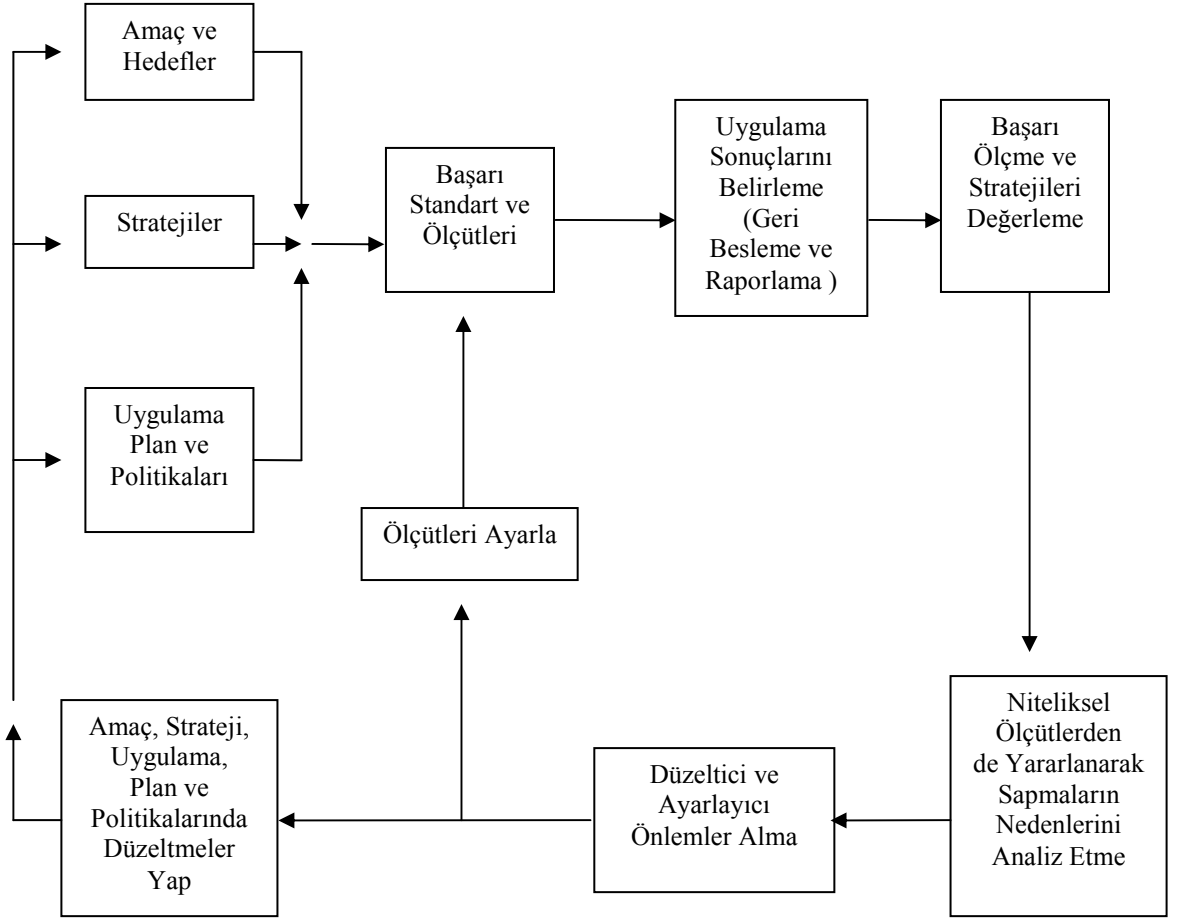 Amaç ve
Hedefler
Stratejiler
Uygulama
Plan ve
Politikaları
Başarı
Standart ve
Ölçütleri
Uygulama
Sonuçlarını
Belirleme
(Geri
Besleme ve
Raporlama )
Başarı
Ölçme ve
Stratejileri
Değerleme
Ölçütleri Ayarla
Amaç, Strateji,
Uygulama,
Plan ve
Politikalarında
Düzeltmeler
Yap
Düzeltici ve
Ayarlayıcı
Önlemler Alma
Niteliksel
Ölçütlerden
de Yararlanarak
Sapmaların
Nedenlerini
Analiz Etme